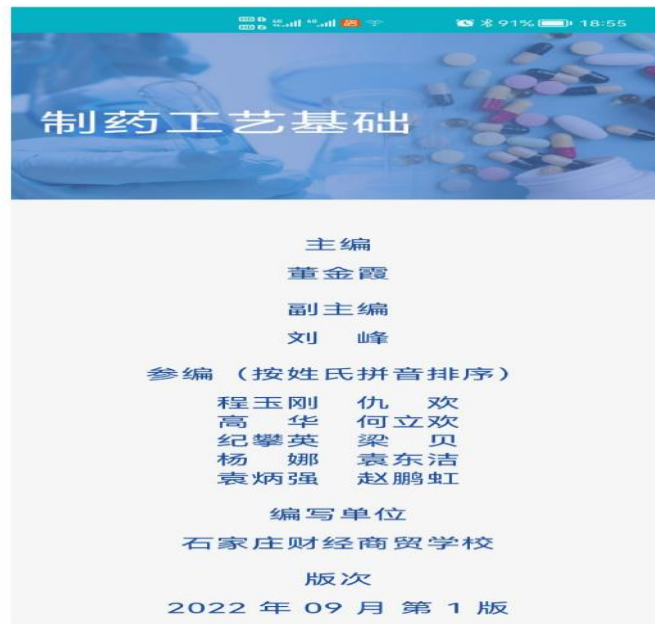 91% 18:55
制药工艺基础
主编
董金霞
副主编
刘 峰
参编（按姓氏拼音排序）
程玉刚 仇 欢
高 华 何立欢
纪攀英 梁 贝
杨 娜 袁东洁
袁炳强 赵鹏虹
编写单位
石家庄财经商贸学校
版次
2022 年 09 月 第 1 版